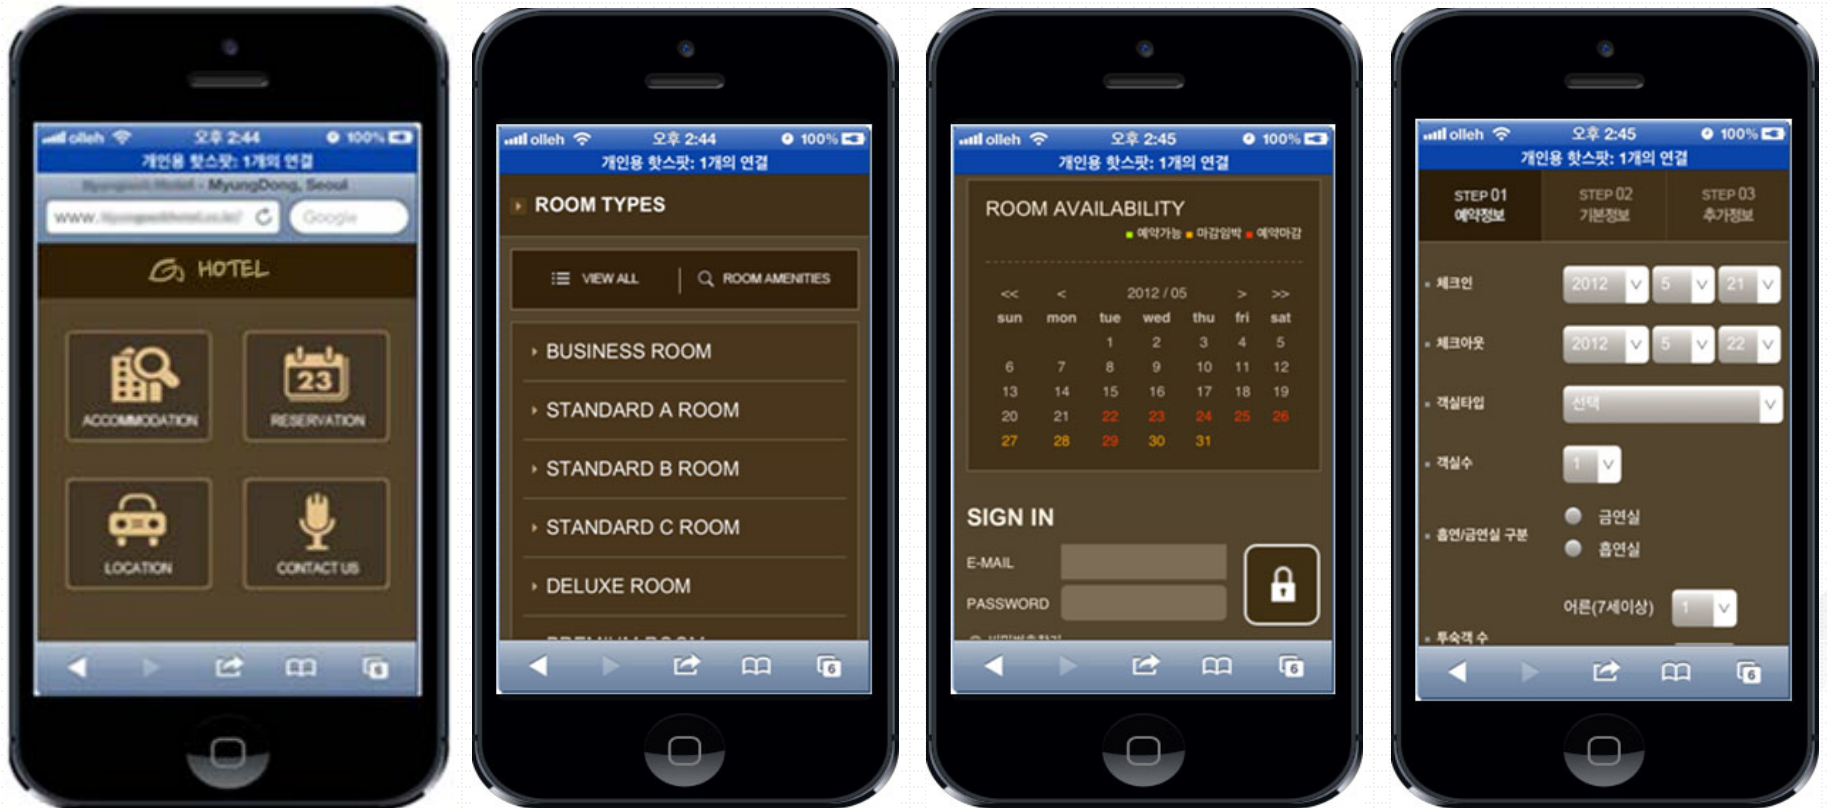 olleh 오후 2:44 100%
개인용 핫스팟: 1개의 연결
- MyungDong, Seoul
www. Google
HOTEL
23
ACCOMMODATION RESERVATION
LOCATION CONTACT US
6
olleh 오후 2:44 100%
개인용 핫스팟: 1개의 연결
ROOM TYPES
VIEW ALL ROOM AMENITIES
BUSINESS ROOM
STANDARD A ROOM
STANDARD B ROOM
STANDARD C ROOM
DELUXE ROOM
PREMIUM ROOM
6
olleh 오후 2:45 100%
개인용 핫스팟: 1개의 연결
ROOM AVAILABILITY
예약가능 마감임박 예약마감
<< < 2012 / 05 > >>
sun mon tue wed thu fri sat
1 2 3 4 5
6 7 8 9 10 11 12
13 14 15 16 17 18 19
20 21 22 23 24 25 26
27 28 29 30 31
SIGN IN
E-MAIL
PASSWORD
6
olleh 오후 2:45 100%
개인용 핫스팟: 1개의 연결
STEP 01 STEP 02 STEP 03
예약정보 기본정보 추가정보
체크인 2012 5 21
체크아웃 2012 5 22
객실타입 선택
객실수 1
흡연/금연실 구분
금연실
흡연실
어른(7세이상) 1
투숙객 수
6